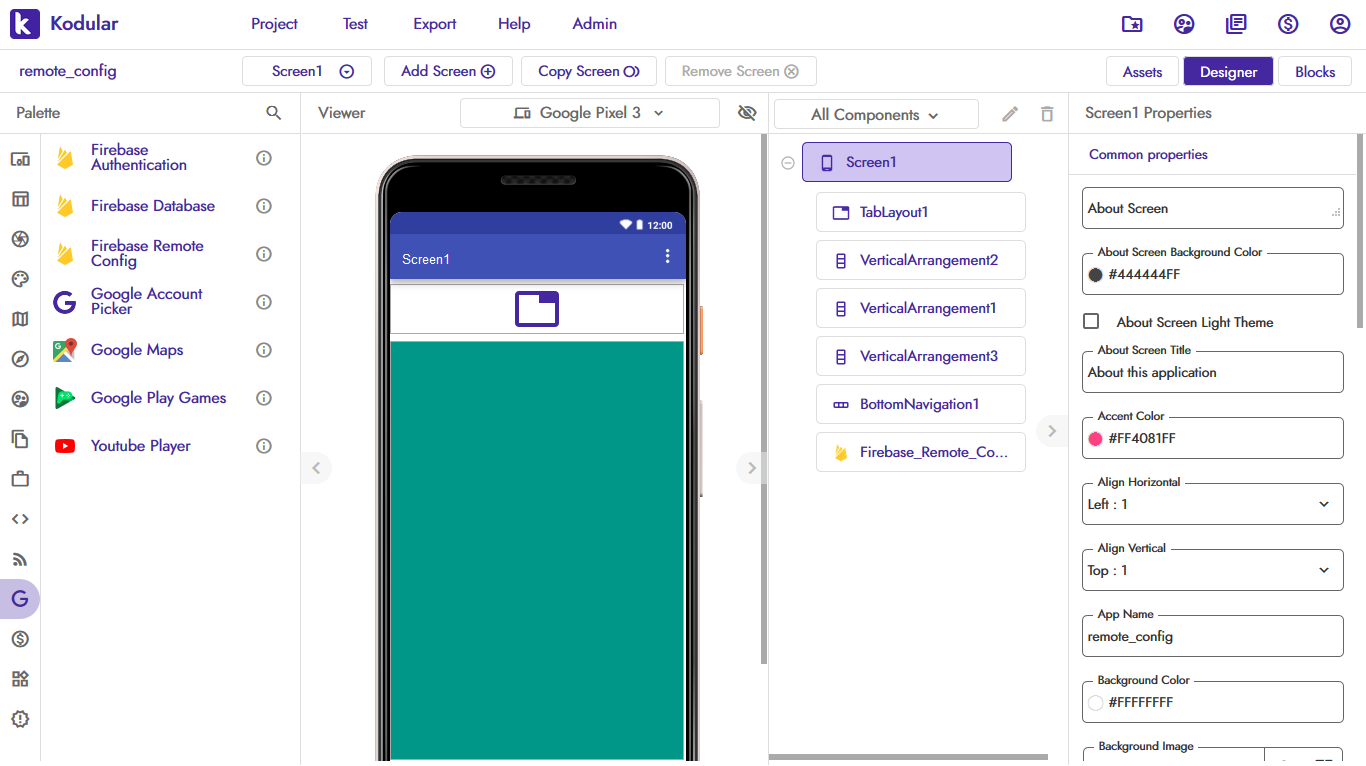 Kodular
Project
Test
Export
Help
Admin
remote_config
Screen1
Add Screen
Copy Screen
Remove Screen
Assets
Designer
Blocks
Palette
Viewer
Google Pixel 3
All Components
Screen1 Properties
Firebase
Authentication
Firebase Database
Firebase Remote
Config
Google Account
Picker
Google Maps
Google Play Games
Youtube Player
12:00
Screen1
Screen1
TabLayout1
VerticalArrangement2
VerticalArrangement1
VerticalArrangement3
BottomNavigation1
Firebase_Remote_Co...
Common properties
About Screen
About Screen Background Color
#444444FF
About Screen Light Theme
About Screen Title
About this application
Accent Color
#FF4081FF
Align Horizontal
Left : 1
Align Vertical
Top : 1
App Name
remote_config
Background Color
#FFFFFFFF
Background Image